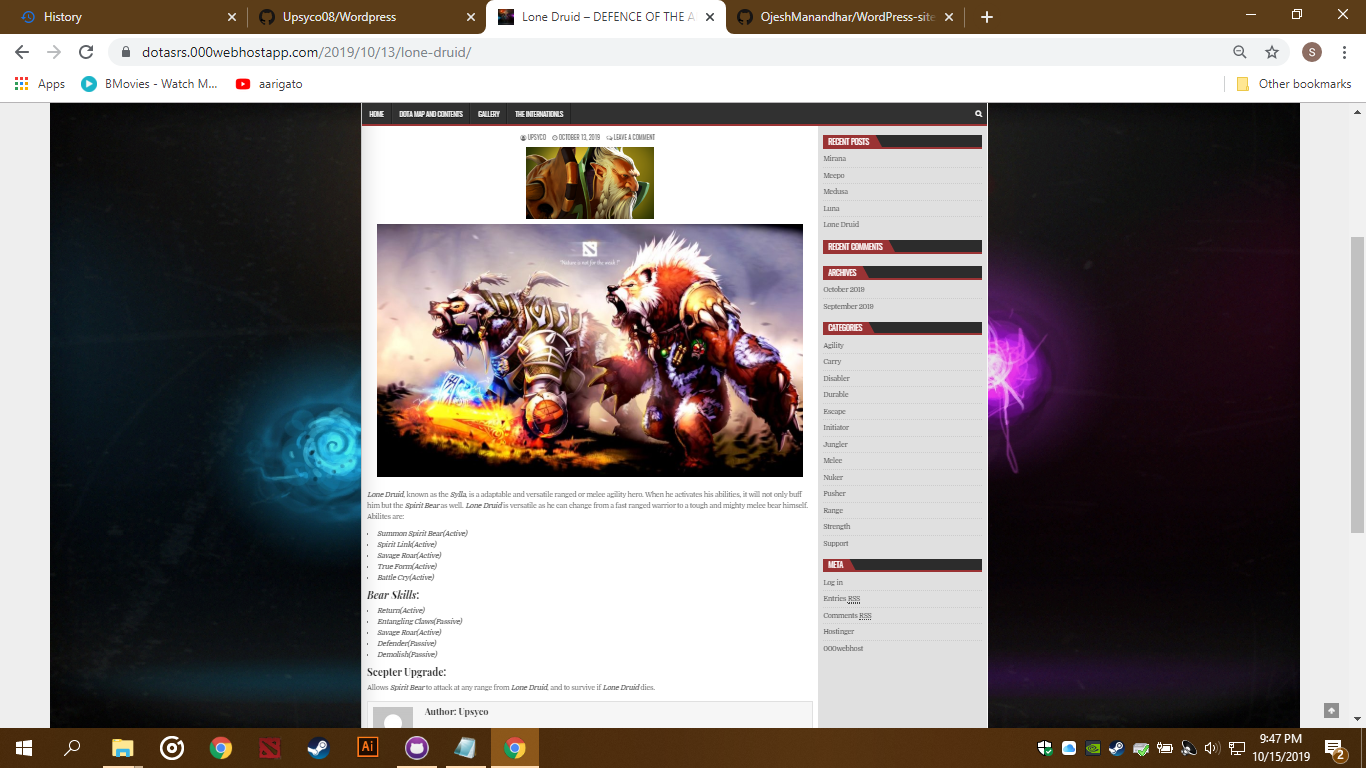 History
Upsyco08/Wordpress
Lone Druid – DEFENCE OF THE A
OjeshManandhar/WordPress-site
dotasrs.000webhostapp.com/2019/10/13/lone-druid/
S
Apps
BMovies - Watch M...
aarigato
Other bookmarks
HOME
DOTA MAP AND CONTENTS
GALLERY
THE INTERNATIONLS
UPSYCO
OCTOBER 13, 2019
LEAVE A COMMENT
"Nature is not for the weak."
Lone Druid, known as the Sylla, is a adaptable and versatile ranged or melee agility hero. When he activates his abilities, it will not only buff
him but the Spirit Bear as well. Lone Druid is versatile as he can change from a fast ranged warrior to a tough and mighty melee bear himself.
Abilites are:
Summon Spirit Bear(Active)
Spirit Link(Active)
Savage Roar(Active)
True Form(Active)
Battle Cry(Active)
Bear Skills:
Return(Active)
Entangling Claws(Passive)
Savage Roar(Active)
Defender(Passive)
Demolish(Passive)
Scepter Upgrade:
Allows Spirit Bear to attack at any range from Lone Druid, and to survive if Lone Druid dies.
Author: Upsyco
RECENT POSTS
Mirana
Meepo
Medusa
Luna
Lone Druid
RECENT COMMENTS
ARCHIVES
October 2019
September 2019
CATEGORIES
Agility
Carry
Disabler
Durable
Escape
Initiator
Jungler
Melee
Nuker
Pusher
Range
Strength
Support
META
Log in
Entries RSS
Comments RSS
Hostinger
000webhost
Ai
9:47 PM
10/15/2019
2